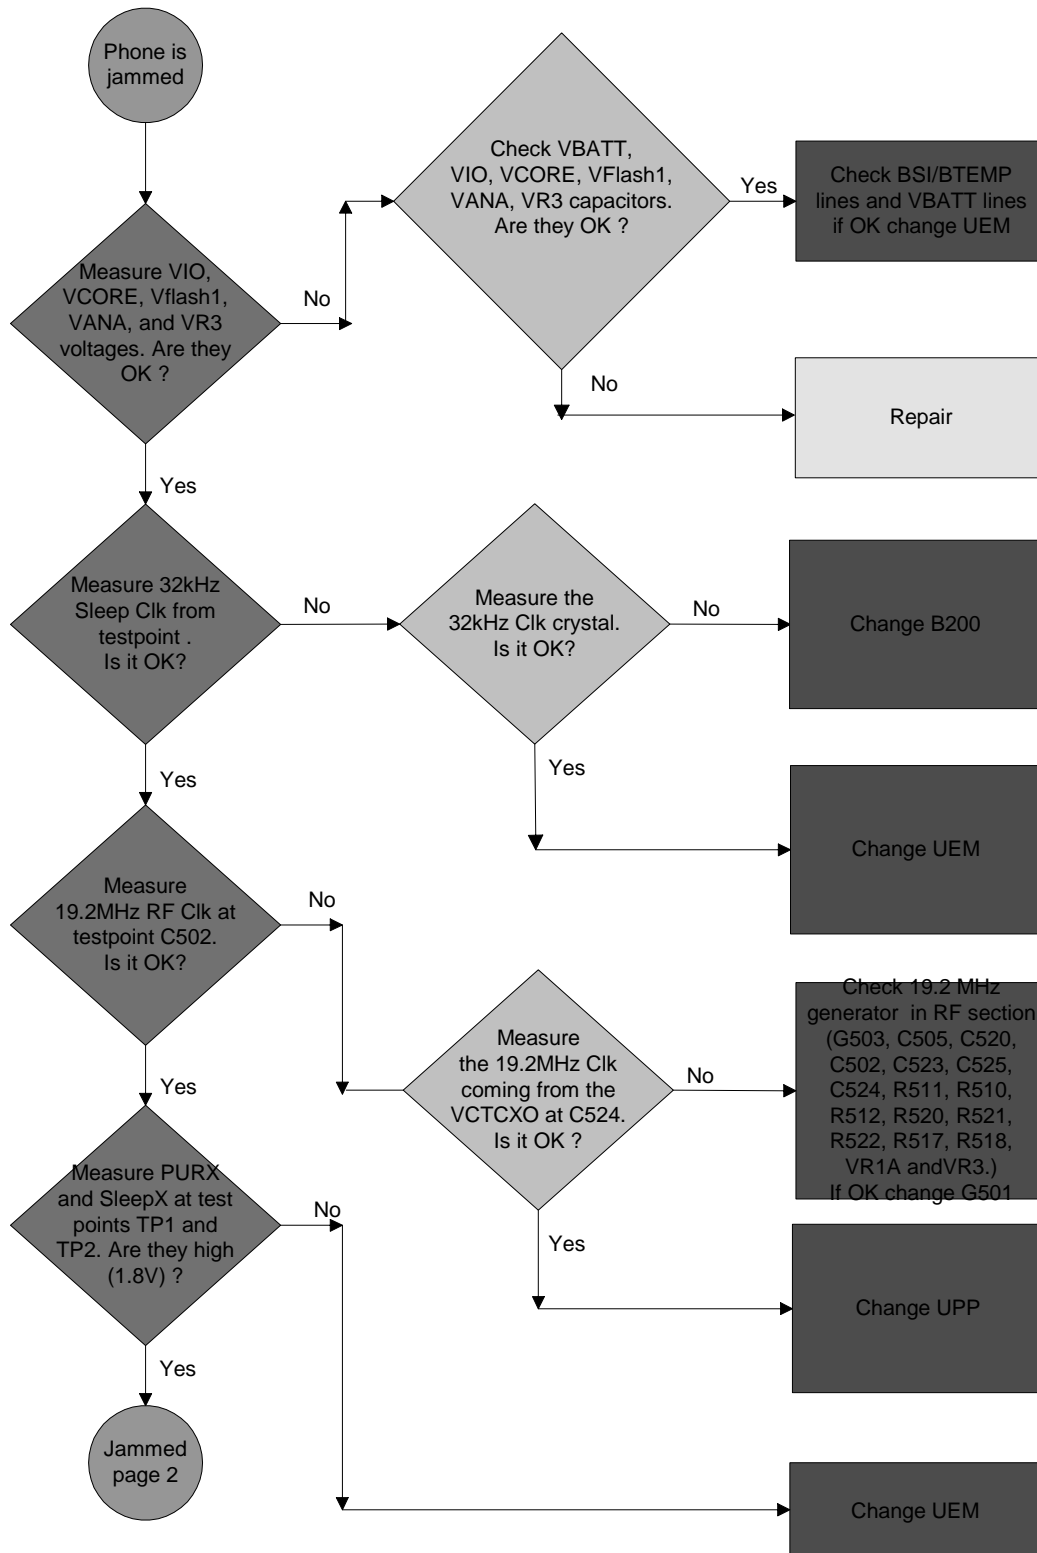 Phone is
jammed
Check VBATT,
VIO, VCORE, VFlash1,
VANA, VR3 capacitors.
Are they OK ?
Yes
Check BSI/BTEMP
lines and VBATT lines
if OK change UEM
Measure VIO,
VCORE, Vflash1,
VANA, and VR3
voltages. Are they
OK ?
No
No
Repair
Yes
Measure 32kHz
Sleep Clk from
testpoint .
Is it OK?
No
Measure the
32kHz Clk crystal.
Is it OK?
No
Change B200
Yes
Yes
Change UEM
Measure
19.2MHz RF Clk at
testpoint C502.
Is it OK?
No
Measure
the 19.2MHz Clk
coming from the
VCTCXO at C524.
Is it OK ?
No
Check 19.2 MHz
generator in RF section
(G503, C505, C520,
C502, C523, C525,
C524, R511, R510,
R512, R520, R521,
R522, R517, R518,
VR1A andVR3.)
If OK change G501
Yes
Measure PURX
and SleepX at test
points TP1 and
TP2. Are they high
(1.8V) ?
No
Yes
Change UPP
Yes
Jammed
page 2
Change UEM